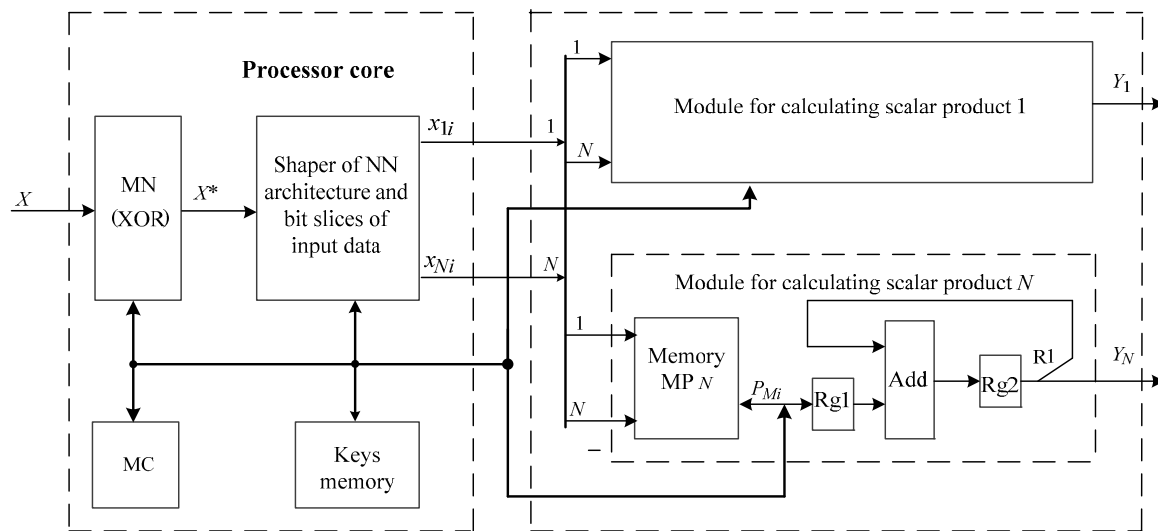 Processor core
X
MN
(XOR)
X*
Shaper of NN
architecture and
bit slices of
input data
x1i
xNi
MC
Keys
memory
1
N
1
N
Module for calculating scalar product 1
Y1
Module for calculating scalar product N
1
N
–
Memory
MP N
PMi
Rg1
Add
Rg2
R1
YN